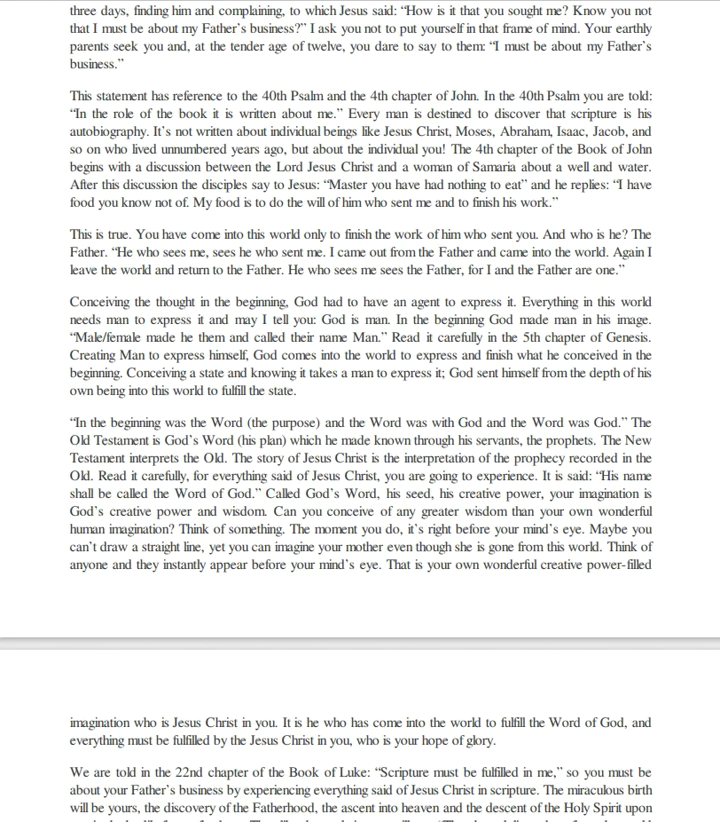 three days, finding him and complaining, to which Jesus said: “How is it that you sought me? Know you not
that I must be about my Father’s business?” I ask you not to put yourself in that frame of mind. Your earthly
parents seek you and, at the tender age of twelve, you dare to say to them: “I must be about my Father’s
business.”
This statement has reference to the 40th Psalm and the 4th chapter of John. In the 40th Psalm you are told:
“In the role of the book it is written about me.” Every man is destined to discover that scripture is his
autobiography. It’s not written about individual beings like Jesus Christ, Moses, Abraham, Isaac, Jacob, and
so on who lived unnumbered years ago, but about the individual you! The 4th chapter of the Book of John
begins with a discussion between the Lord Jesus Christ and a woman of Samaria about a well and water.
After this discussion the disciples say to Jesus: “Master you have had nothing to eat” and he replies: “I have
food you know not of. My food is to do the will of him who sent me and to finish his work.”
This is true. You have come into this world only to finish the work of him who sent you. And who is he? The
Father. “He who sees me, sees he who sent me. I came out from the Father and came into the world. Again I
leave the world and return to the Father. He who sees me sees the Father, for I and the Father are one.”
Conceiving the thought in the beginning, God had to have an agent to express it. Everything in this world
needs man to express it and may I tell you: God is man. In the beginning God made man in his image.
“Male/female made he them and called their name Man.” Read it carefully in the 5th chapter of Genesis.
Creating Man to express himself, God comes into the world to express and finish what he conceived in the
beginning. Conceiving a state and knowing it takes a man to express it; God sent himself from the depth of his
own being into this world to fulfill the state.
“In the beginning was the Word (the purpose) and the Word was with God and the Word was God.” The
Old Testament is God’s Word (his plan) which he made known through his servants, the prophets. The New
Testament interprets the Old. The story of Jesus Christ is the interpretation of the prophecy recorded in the
Old. Read it carefully, for everything said of Jesus Christ, you are going to experience. It is said: “His name
shall be called the Word of God.” Called God’s Word, his seed, his creative power, your imagination is
God’s creative power and wisdom. Can you conceive of any greater wisdom than your own wonderful
human imagination? Think of something. The moment you do, it’s right before your mind’s eye. Maybe you
can’t draw a straight line, yet you can imagine your mother even though she is gone from this world. Think of
anyone and they instantly appear before your mind’s eye. That is your own wonderful creative power-filled
imagination who is Jesus Christ in you. It is he who has come into the world to fulfill the Word of God, and
everything must be fulfilled by the Jesus Christ in you, who is your hope of glory.
We are told in the 22nd chapter of the Book of Luke: “Scripture must be fulfilled in me,” so you must be
about your Father’s business by experiencing everything said of Jesus Christ in scripture. The miraculous birth
will be yours, the discovery of the Fatherhood, the ascent into heaven and the descent of the Holy Spirit upon